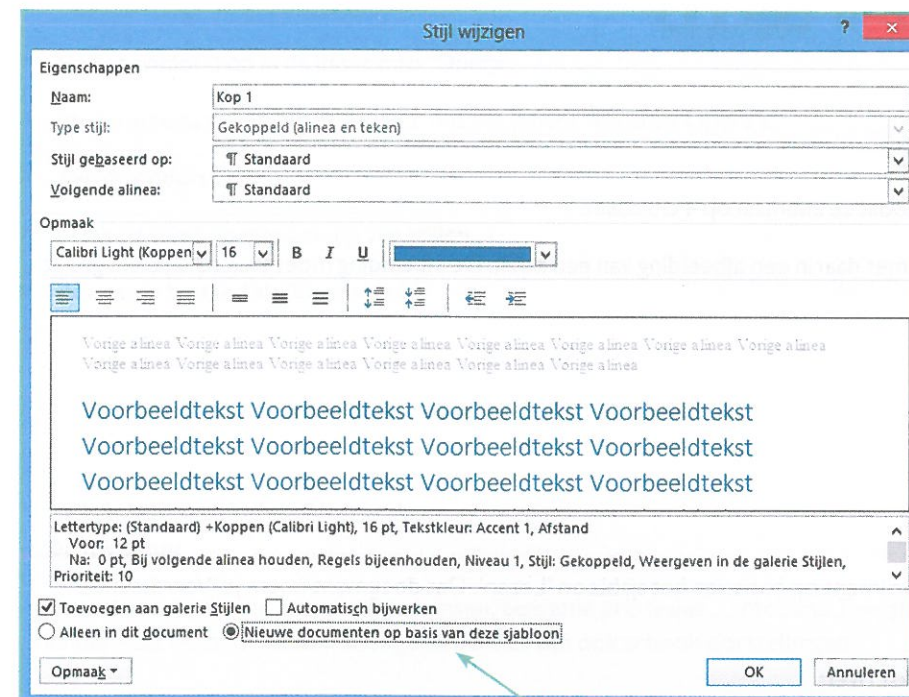 Stijl wijzigen
?
Eigenschappen
Naam: Kop 1
Type stijl: Gekoppeld (alinea en teken)
Stijl gebaseerd op: ¶ Standaard
Volgende alinea: ¶ Standaard
Opmaak
Calibri Light (Koppen 16 B I U
Vorige alinea Vorige alinea Vorige alinea Vorige alinea Vorige alinea Vorige alinea Vorige alinea Vorige alinea
Vorige alinea Vorige alinea Vorige alinea Vorige alinea Vorige alinea Vorige alinea
Voorbeeldtekst Voorbeeldtekst Voorbeeldtekst Voorbeeldtekst
Voorbeeldtekst Voorbeeldtekst Voorbeeldtekst Voorbeeldtekst
Voorbeeldtekst Voorbeeldtekst Voorbeeldtekst Voorbeeldtekst
Lettertype: (Standaard) +Koppen (Calibri Light), 16 pt, Tekstkleur: Accent 1, Afstand
Voor: 12 pt
Na: 0 pt, Bij volgende alinea houden, Regels bijeenhouden, Niveau 1, Stijl: Gekoppeld, Weergeven in de galerie Stijlen,
Prioriteit: 10
Toevoegen aan galerie Stijlen Automatisch bijwerken
Alleen in dit document Nieuwe documenten op basis van deze sjabloon
Opmaak OK Annuleren